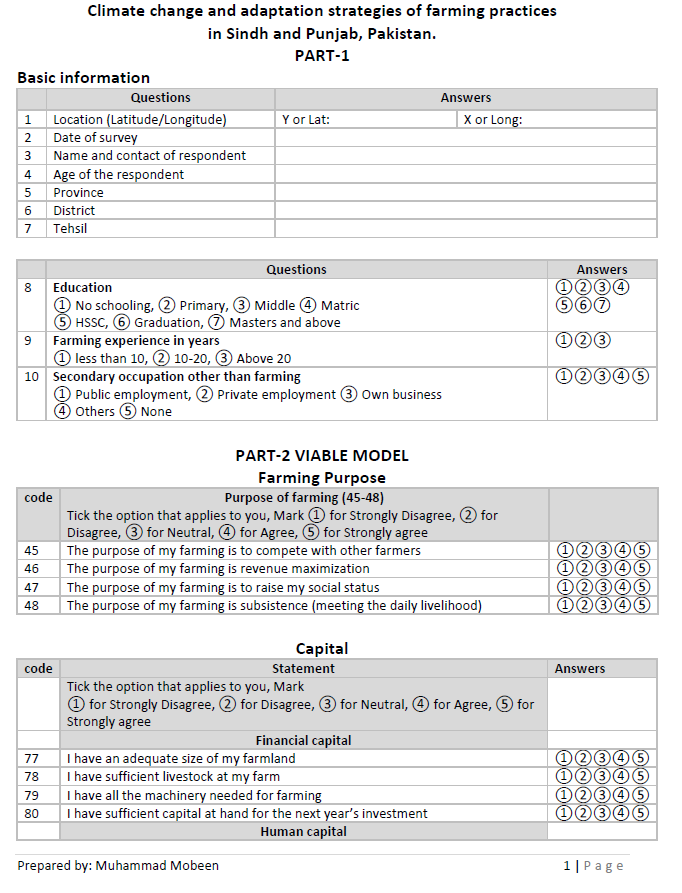 Climate change and adaptation strategies of farming practices
in Sindh and Punjab, Pakistan.
PART-1
Basic information
Questions Answers
1 Location (Latitude/Longitude) Y or Lat: X or Long:
2 Date of survey
3 Name and contact of respondent
4 Age of the respondent
5 Province
6 District
7 Tehsil
Questions Answers
8 Education ①②③④
① No schooling, ② Primary, ③ Middle ④ Matric ⑤⑥⑦
⑤ HSSC, ⑥ Graduation, ⑦ Masters and above
9 Farming experience in years ①②③
① less than 10, ② 10-20, ③ Above 20
10 Secondary occupation other than farming ①②③④⑤
① Public employment, ② Private employment ③ Own business
④ Others ⑤ None
PART-2 VIABLE MODEL
Farming Purpose
code Purpose of farming (45-48)
Tick the option that applies to you, Mark ① for Strongly Disagree, ② for
Disagree, ③ for Neutral, ④ for Agree, ⑤ for Strongly agree
45 The purpose of my farming is to compete with other farmers ①②③④⑤
46 The purpose of my farming is revenue maximization ①②③④⑤
47 The purpose of my farming is to raise my social status ①②③④⑤
48 The purpose of my farming is subsistence (meeting the daily livelihood) ①②③④⑤
Capital
code Statement Answers
Tick the option that applies to you, Mark
① for Strongly Disagree, ② for Disagree, ③ for Neutral, ④ for Agree, ⑤ for
Strongly agree
Financial capital
77 I have an adequate size of my farmland ①②③④⑤
78 I have sufficient livestock at my farm ①②③④⑤
79 I have all the machinery needed for farming ①②③④⑤
80 I have sufficient capital at hand for the next year's investment ①②③④⑤
Human capital
Prepared by: Muhammad Mobeen 1 | Page